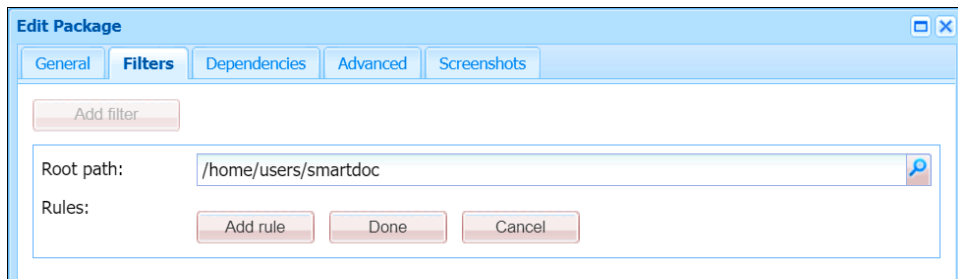 Edit Package
General Filters Dependencies Advanced Screenshots
Add filter
Root path: /home/users/smartdoc
Rules:
Add rule Done Cancel